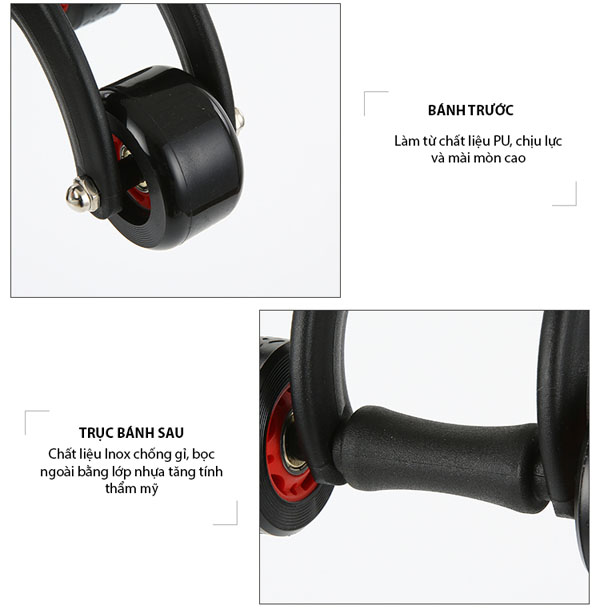 BÁNH TRƯỚC
Làm từ chất liệu PU, chịu lực
và mài mòn cao
TRỤC BÁNH SAU
Chất liệu Inox chống gỉ, bọc
ngoài bằng lớp nhựa tăng tính
thẩm mỹ